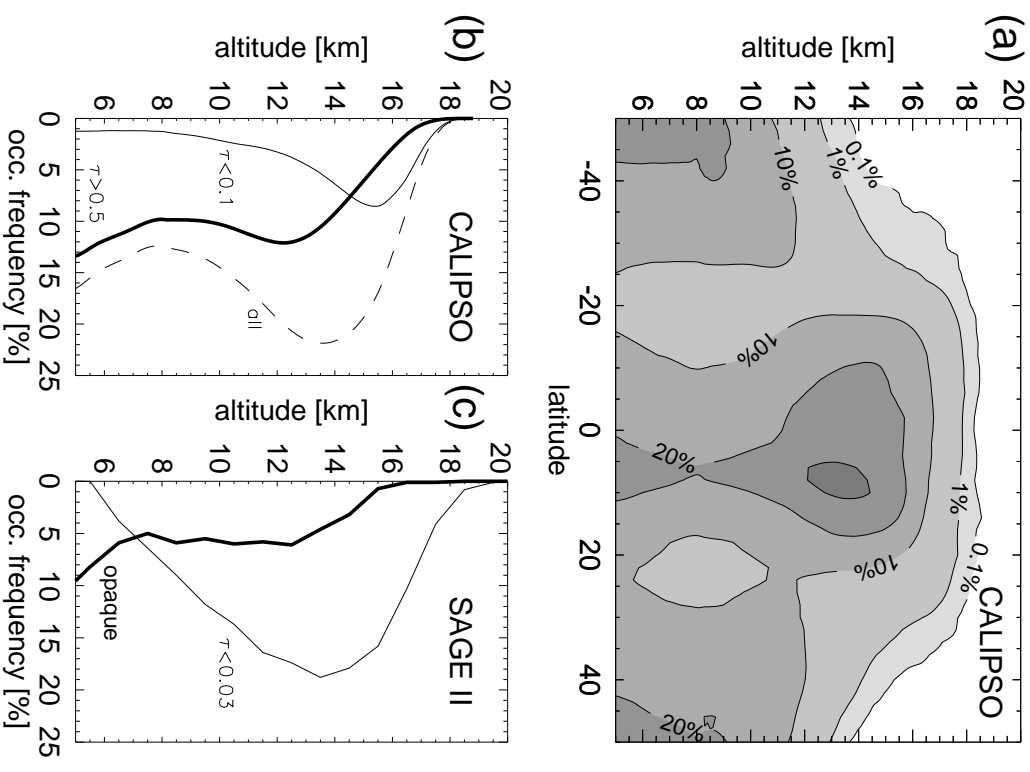 (a)
CALIPSO
altitude [km]
20
18
16
14
12
10
8
6
0.1%
1%
10%
20%
10%
10%
1%
0.1%
20%
-40
-20
0
20
40
latitude
(b)
CALIPSO
altitude [km]
20
18
16
14
12
10
8
6
τ<0.1
τ>0.5
all
0
5
10
15
20
25
occ. frequency [%]
(c)
SAGE II
altitude [km]
20
18
16
14
12
10
8
6
opaque
τ<0.03
0
5
10
15
20
25
occ. frequency [%]